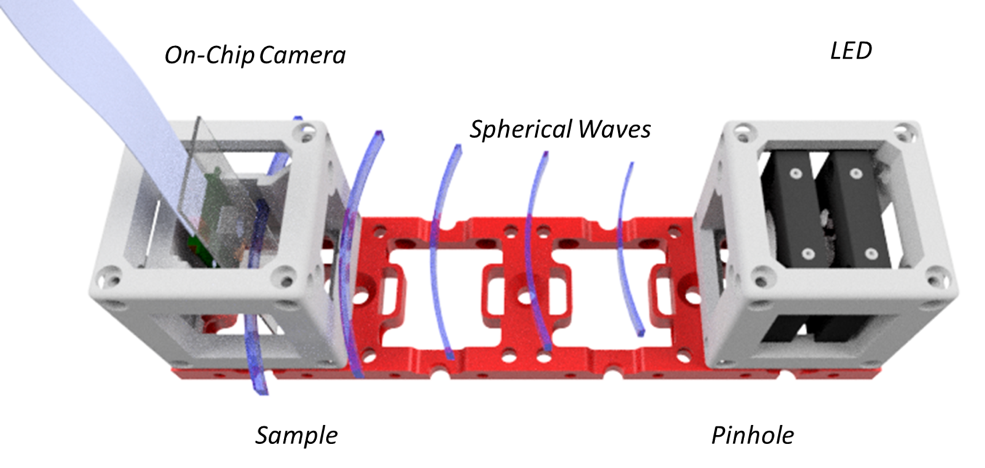 On-Chip Camera
LED
Spherical Waves
Sample
Pinhole